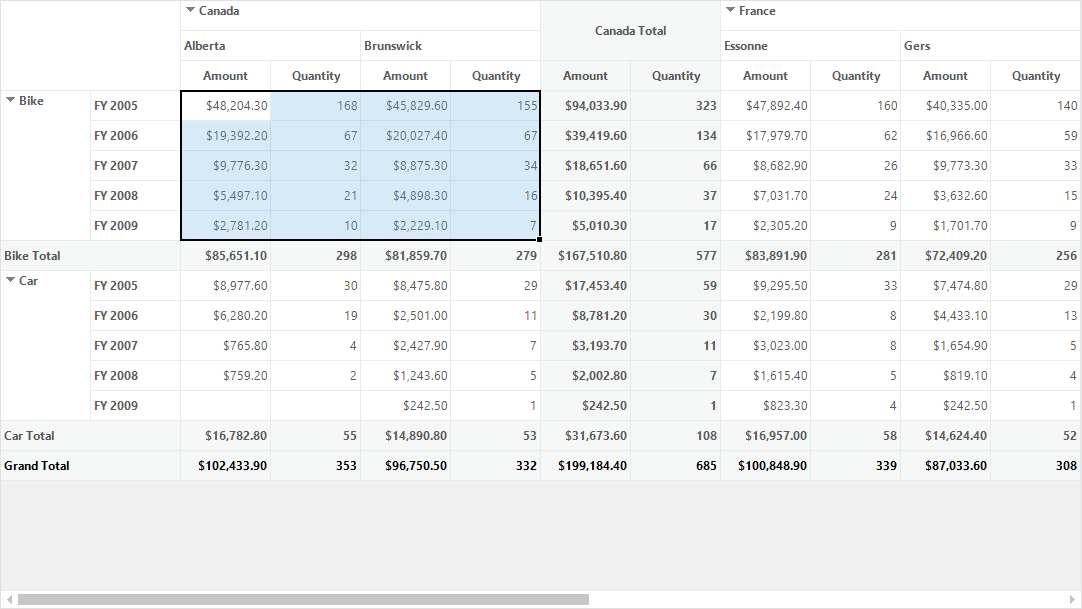 Canada Canada Total France
Alberta Brunswick Essonne Gers
Amount Quantity Amount Quantity Amount Quantity Amount Quantity Amount Quantity
Bike FY 2005 $48,204.30 168 $45,829.60 155 $94,033.90 323 $47,892.40 160 $40,335.00 140
FY 2006 $19,392.20 67 $20,027.40 67 $39,419.60 134 $17,979.70 62 $16,966.60 59
FY 2007 $9,776.30 32 $8,875.30 34 $18,651.60 66 $8,682.90 26 $9,773.30 33
FY 2008 $5,497.10 21 $4,898.30 16 $10,395.40 37 $7,031.70 24 $3,632.60 15
FY 2009 $2,781.20 10 $2,229.10 7 $5,010.30 17 $2,305.20 9 $1,701.70 9
Bike Total $85,651.10 298 $81,859.70 279 $167,510.80 577 $83,891.90 281 $72,409.20 256
Car FY 2005 $8,977.60 30 $8,475.80 29 $17,453.40 59 $9,295.50 33 $7,474.80 29
FY 2006 $6,280.20 19 $2,501.00 11 $8,781.20 30 $2,199.80 8 $4,433.10 13
FY 2007 $765.80 4 $2,427.90 7 $3,193.70 11 $3,023.00 8 $1,654.90 5
FY 2008 $759.20 2 $1,243.60 5 $2,002.80 7 $1,615.40 5 $819.10 4
FY 2009 $242.50 1 $242.50 1 $823.30 4 $242.50 1
Car Total $16,782.80 55 $14,890.80 53 $31,673.60 108 $16,957.00 58 $14,624.40 52
Grand Total $102,433.90 353 $96,750.50 332 $199,184.40 685 $100,848.90 339 $87,033.60 308